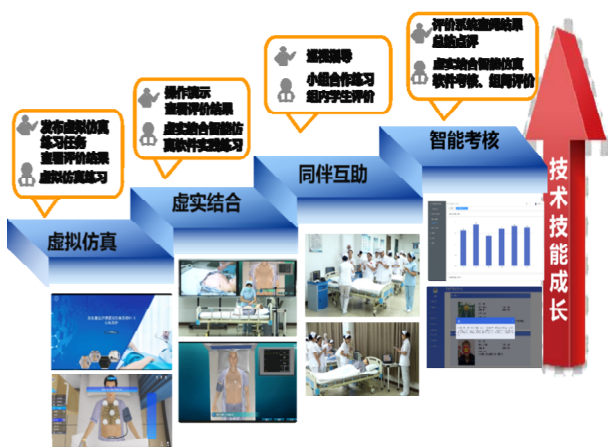 发布虚拟仿真
练习任务
查看评价结果
虚拟仿真练习
虚拟仿真
操作演示
查看评价结果
虚实结合智能仿
真软件实践练习
虚实结合
巡视指导
小组合作练习
组内学生评价
同伴互助
评价系统查阅结果
总结点评
虚实结合智能仿真
软件考核、组间评价
智能考核
技术技能成长